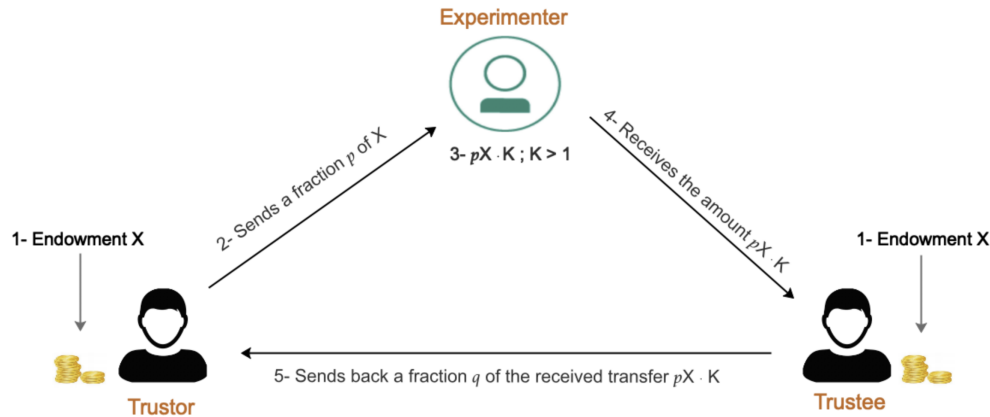 Experimenter
2- Sends a fraction p of X
3- pX · K ; K > 1
4- Receives the amount pX · K
1- Endowment X
1- Endowment X
5- Sends back a fraction q of the received transfer pX · K
Trustor
Trustee